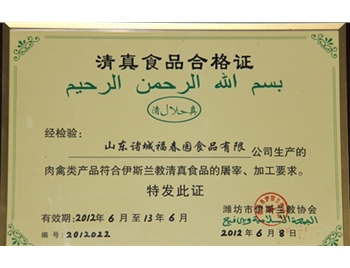 清真食品合格证
بسم الله الرحمن الرحيم
清 حلال 真
经检验：山东诸城福春园食品有限公司生产的
肉禽类产品符合伊斯兰教清真食品的屠宰、加工要求。
特发此证
有效期：2012年6月至13年6月
潍坊市伊斯兰教协会
编号：2012022
2012年6月8日